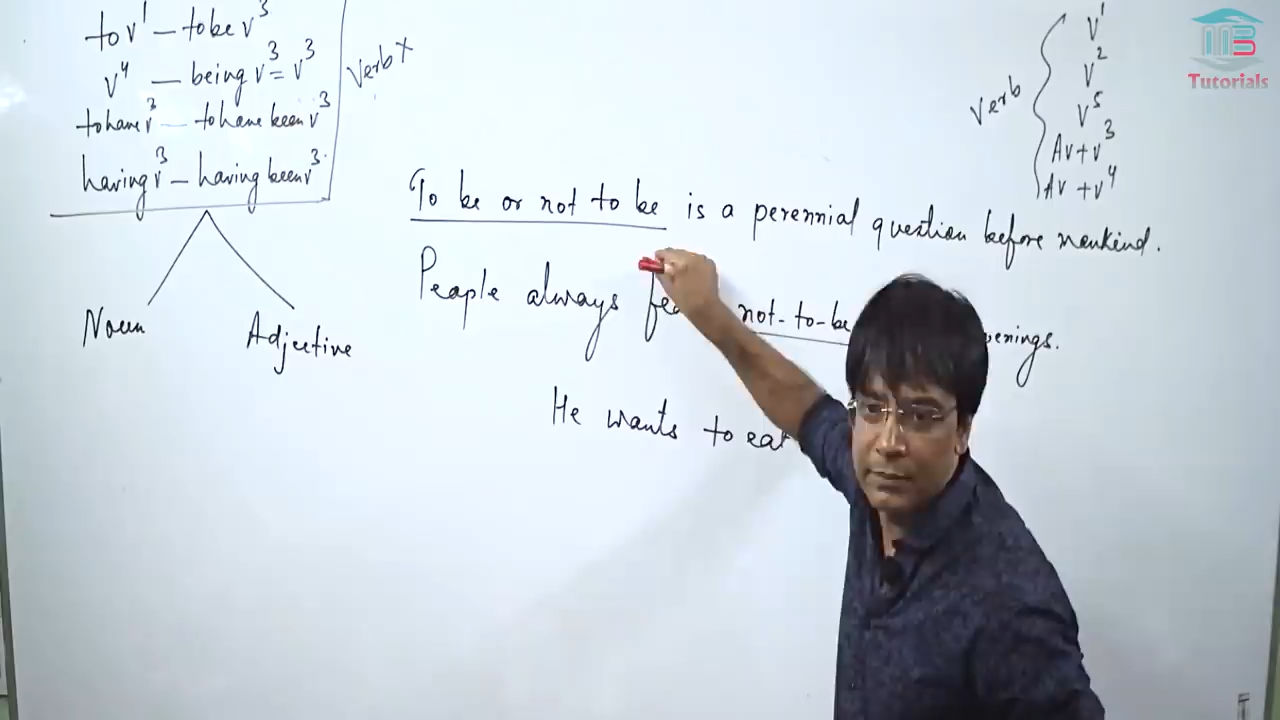 to v¹ – to be v³
v⁴ — being v³ = v³
to have v³ — to have been v³
having v³ – having been v³
verb ×
Noun
Adjective
To be or not to be is a perennial question before mankind.
People always not-to-be
He wants to eat
verb
v¹
v²
v⁵
Av + v³
Av + v⁴
MB
Tutorials